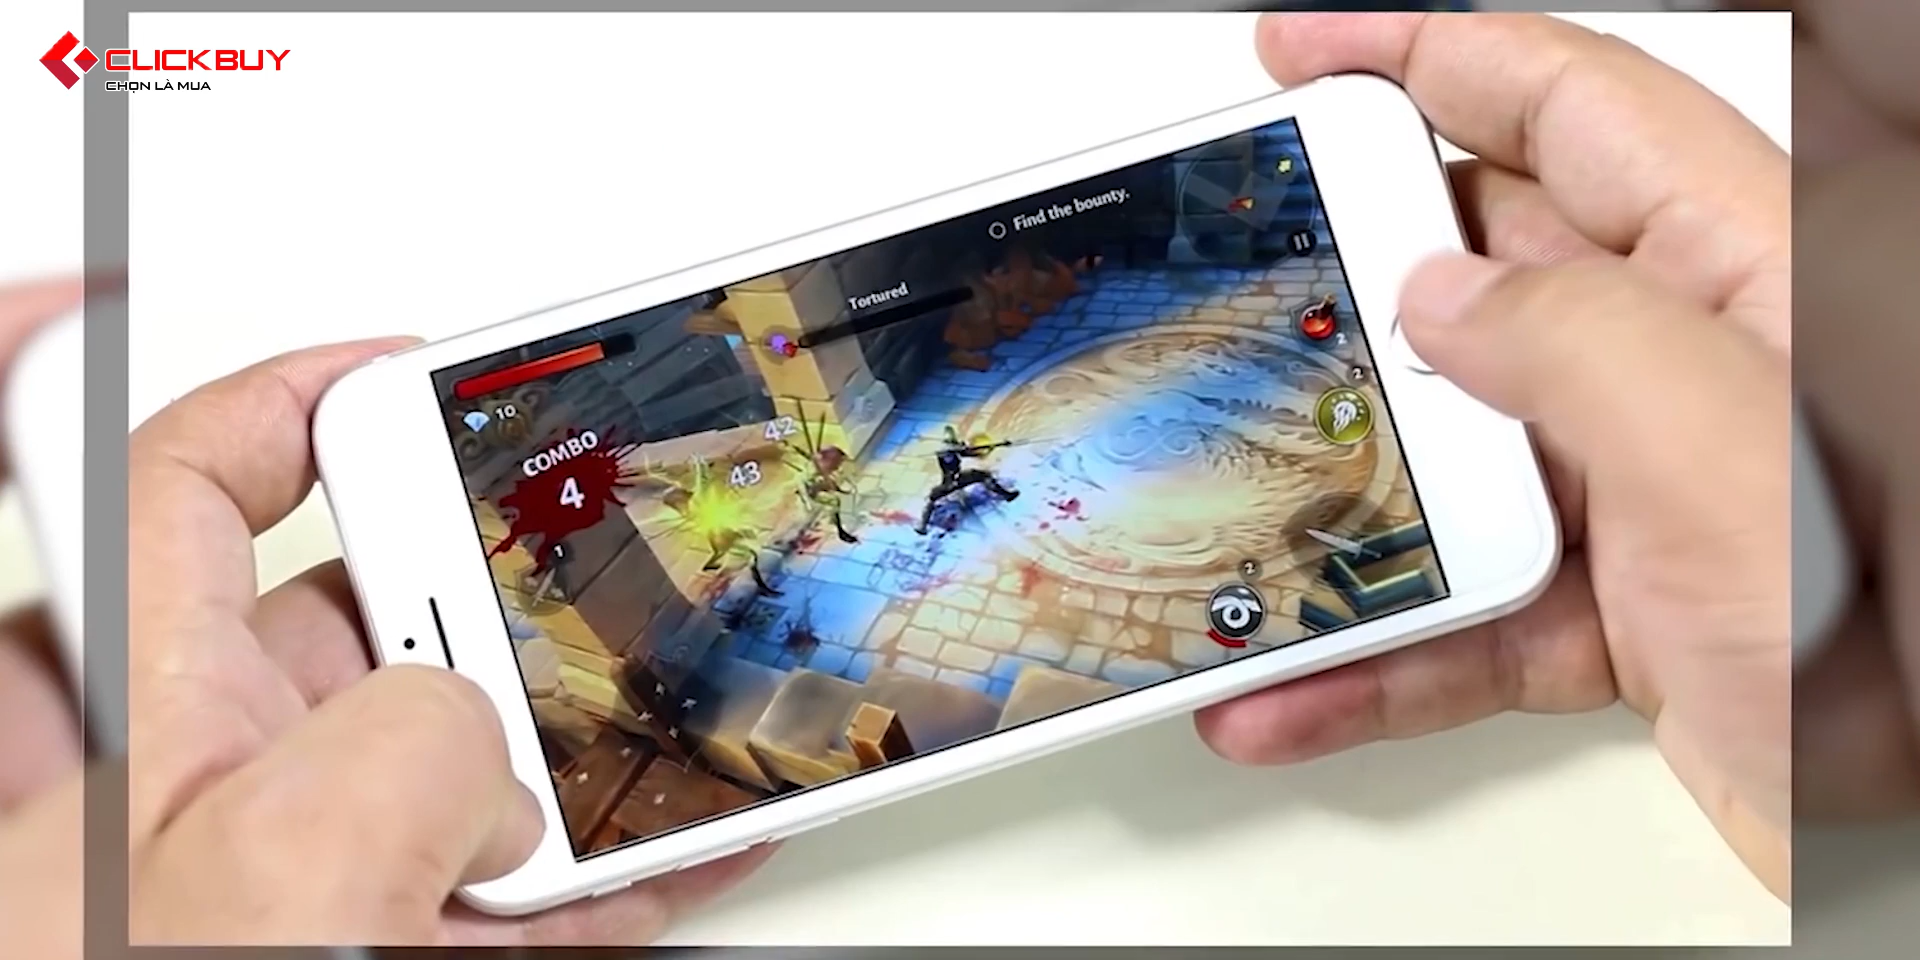 CLICKBUY
CHỌN LÀ MUA
Find the bounty.
Tortured
10
COMBO
4
42
43
1
2
2
2